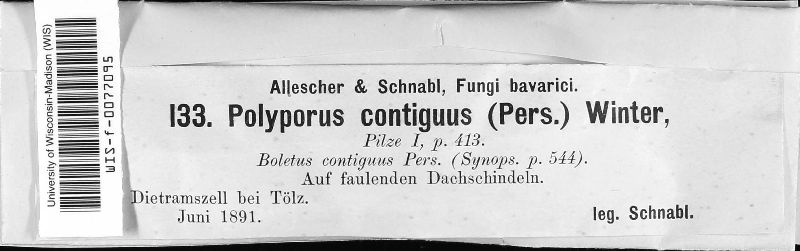 University of Wisconsin-Madison (WIS)
WIS-f-0077095
Allescher & Schnabl, Fungi bavarici.
133. Polyporus contiguus (Pers.) Winter,
Pilze I, p. 413.
Boletus contiguus Pers. (Synops. p. 544).
Auf faulenden Dachschindeln.
Dietramszell bei Tölz.
Juni 1891.
leg. Schnabl.